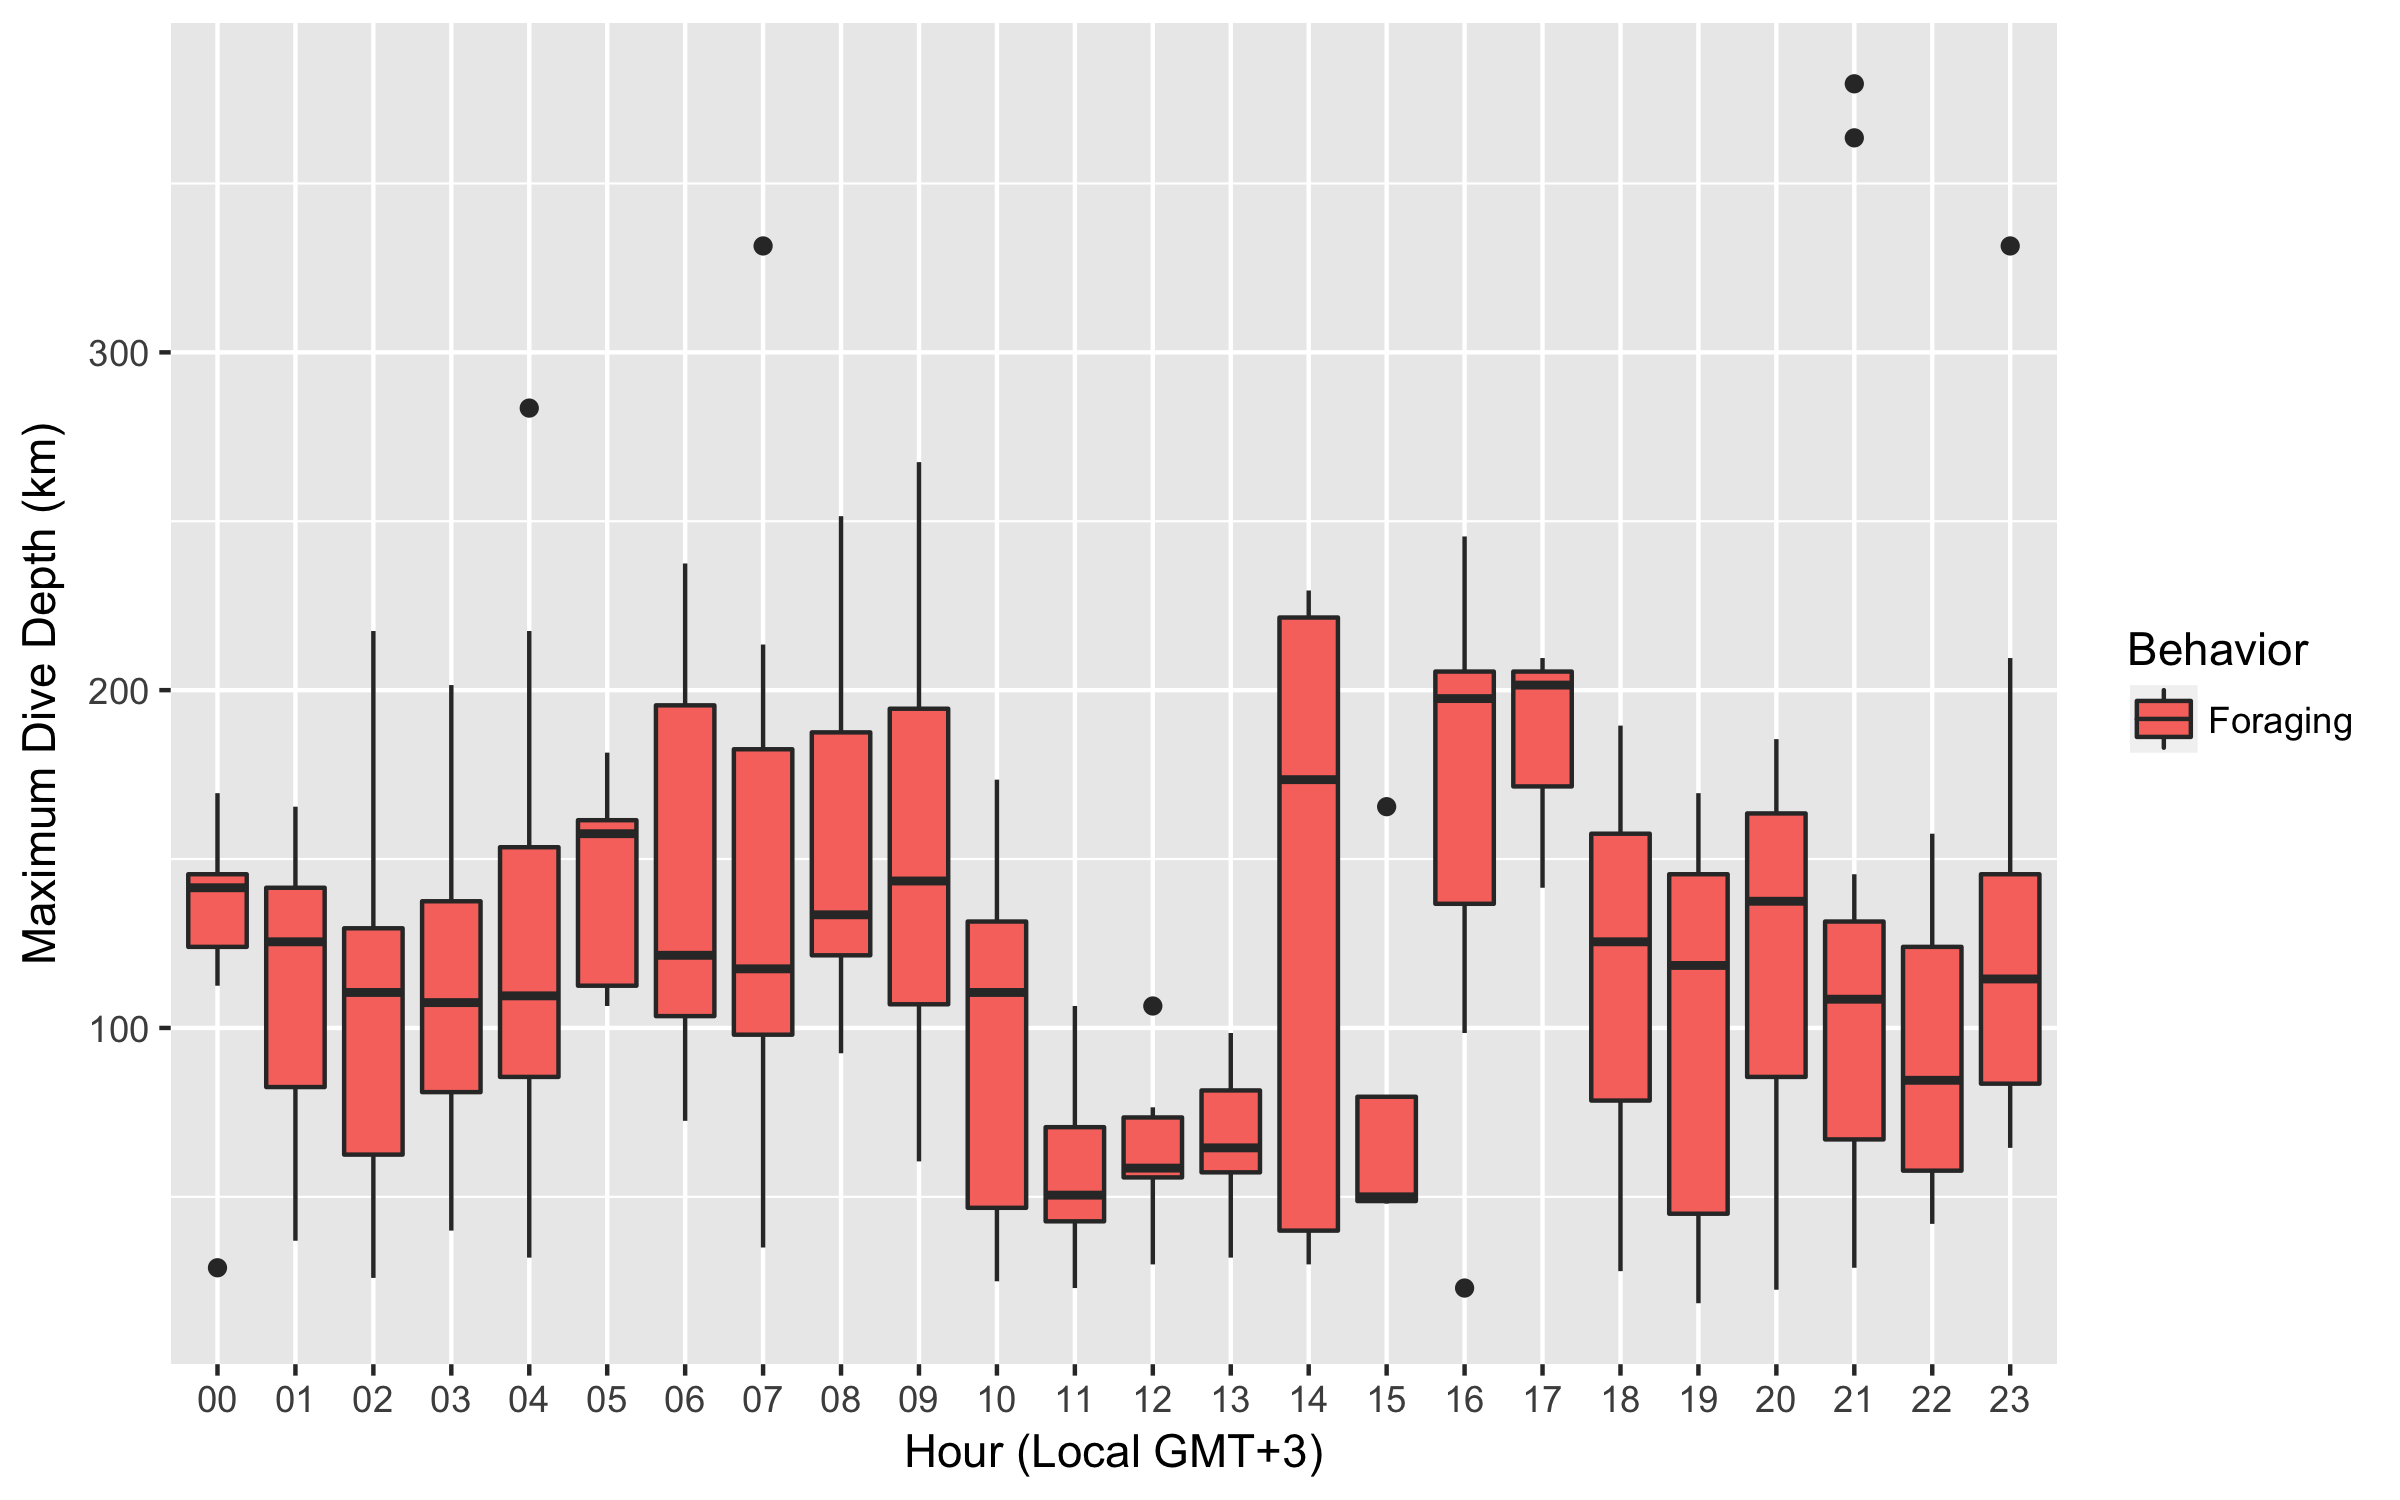 Maximum Dive Depth (km)
300
200
100
00 01 02 03 04 05 06 07 08 09 10 11 12 13 14 15 16 17 18 19 20 21 22 23
Hour (Local GMT+3)
Behavior
Foraging